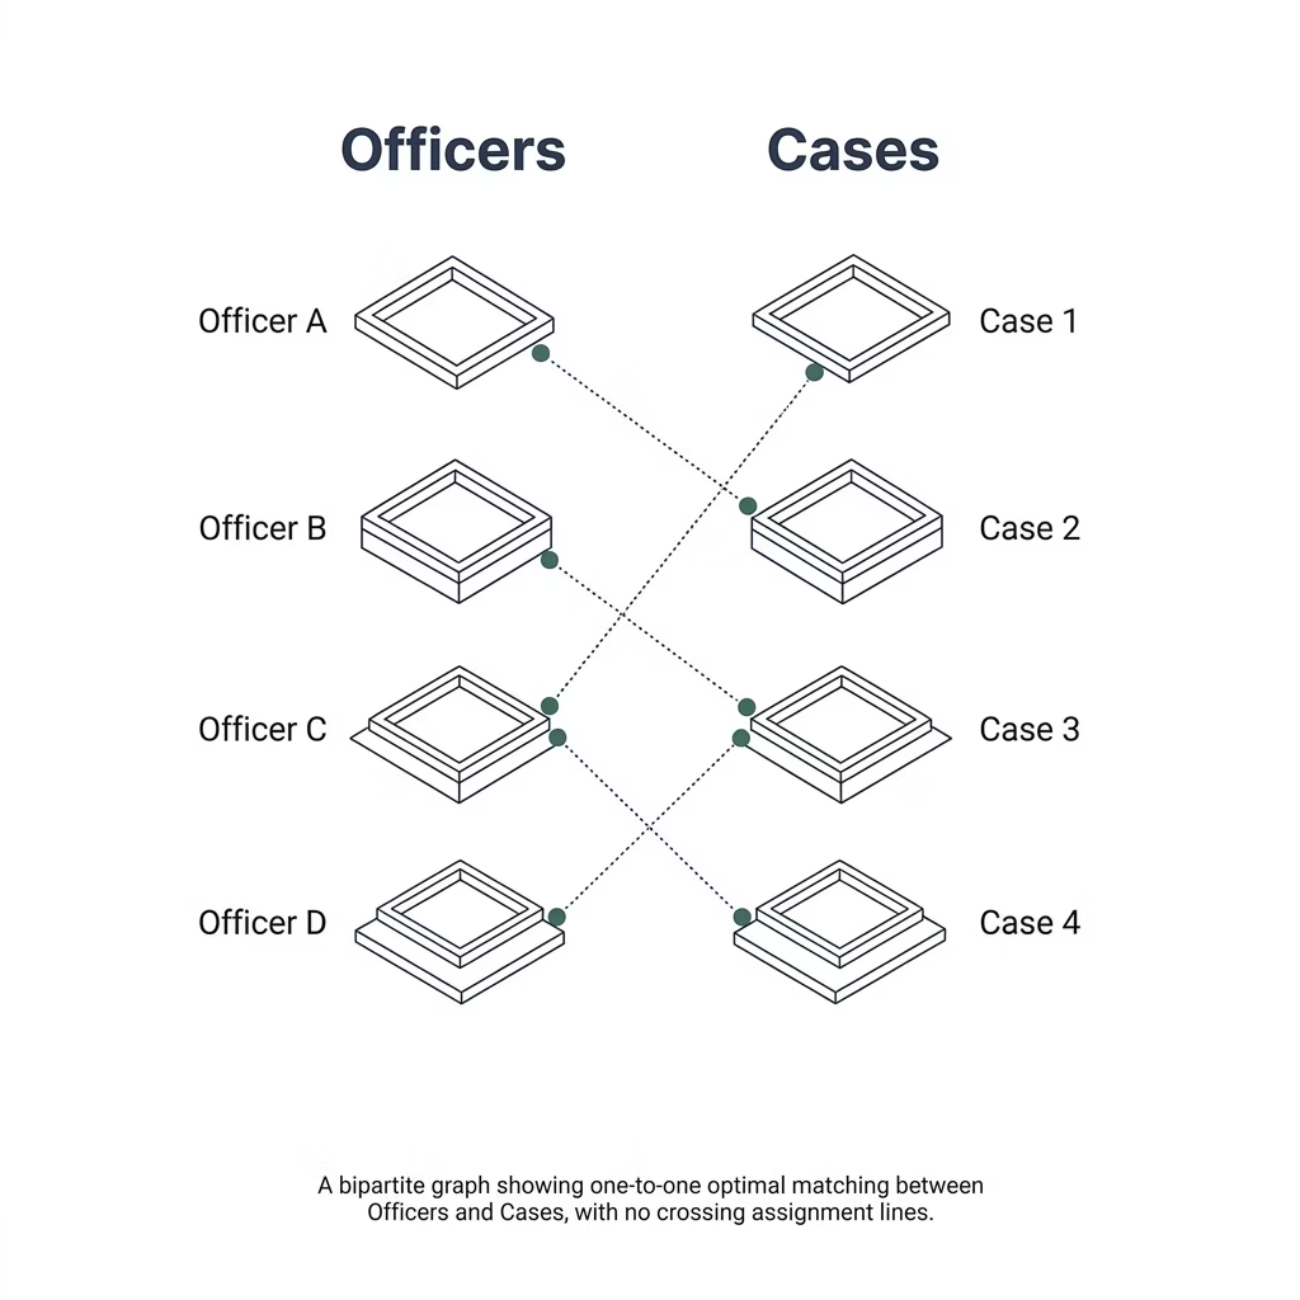 Officers
Cases
Officer A
Case 1
Officer B
Case 2
Officer C
Case 3
Officer D
Case 4
A bipartite graph showing one-to-one optimal matching between
Officers and Cases, with no crossing assignment lines.